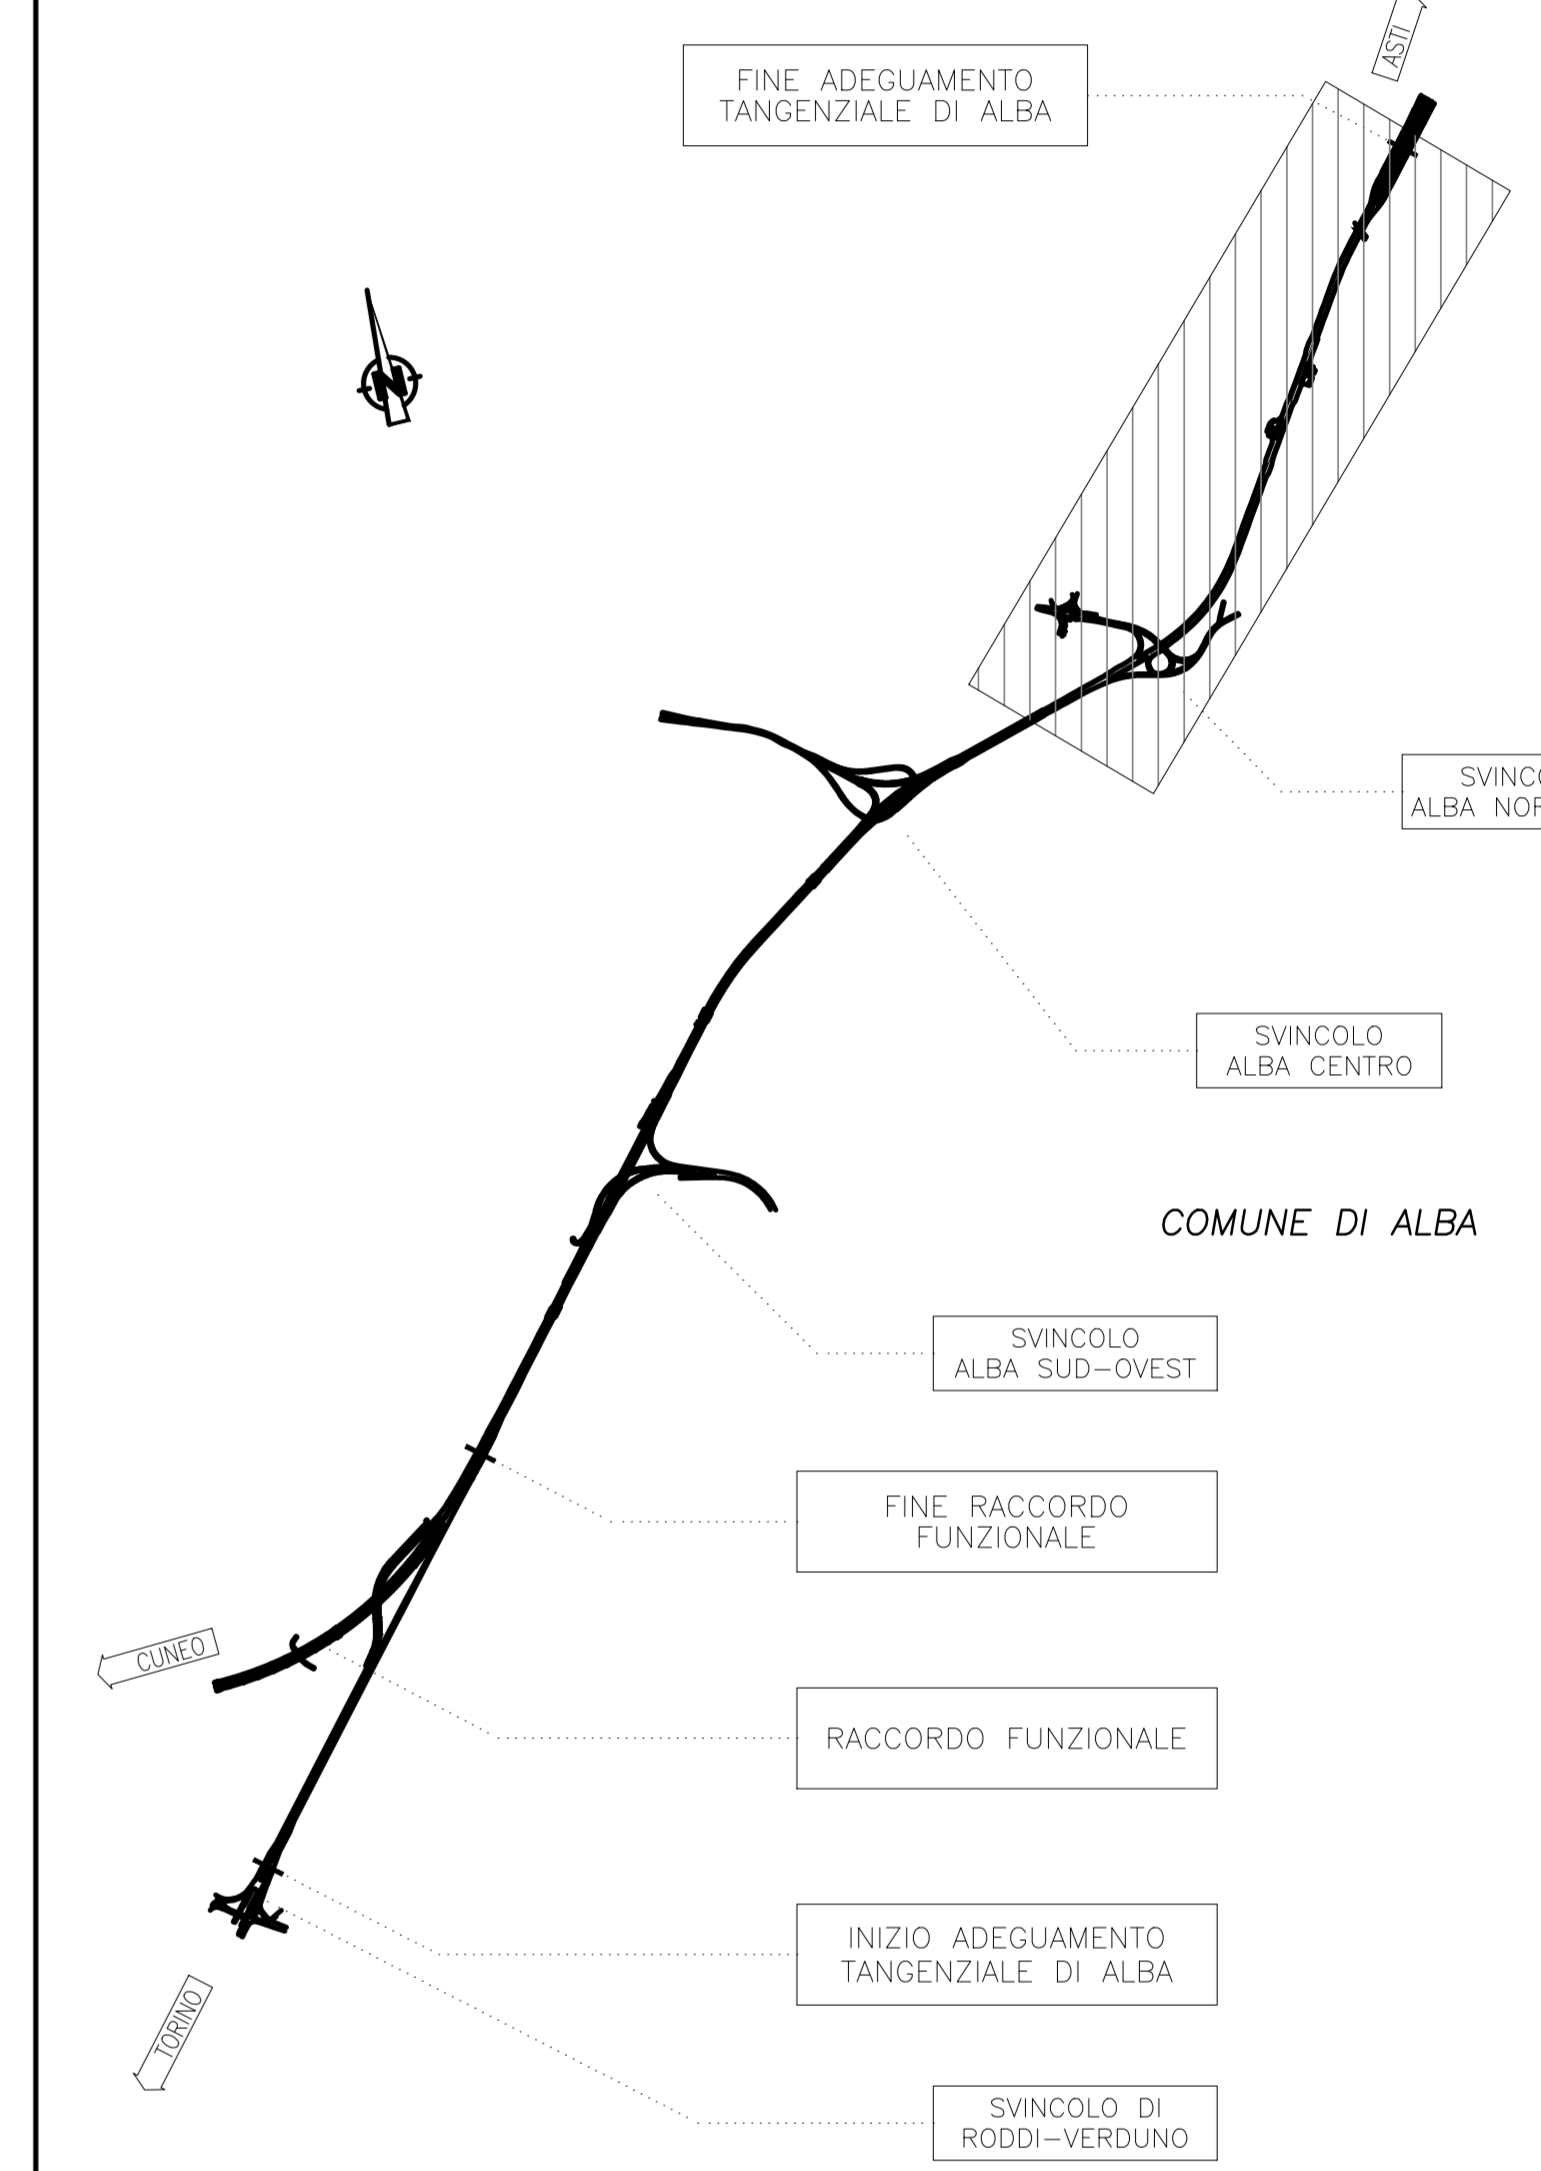 ASTI
FINE ADEGUAMENTO
TANGENZIALE DI ALBA
N
ALBA
SVINCOLO
ALBA CENTRO
COMUNE DI ALBA
SVINCOLO
ALBA SUD-OVEST
FINE RACCORDO
FUNZIONALE
CUNEO
RACCORDO FUNZIONALE
INIZIO ADEGUAMENTO
TANGENZIALE DI ALBA
TORINO
SVINCOLO DI
RODDI-VERDUNO